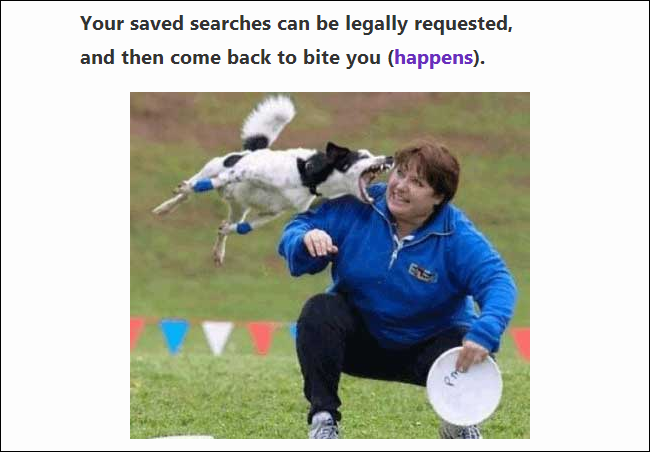 Your saved searches can be legally requested,
and then come back to bite you (happens).